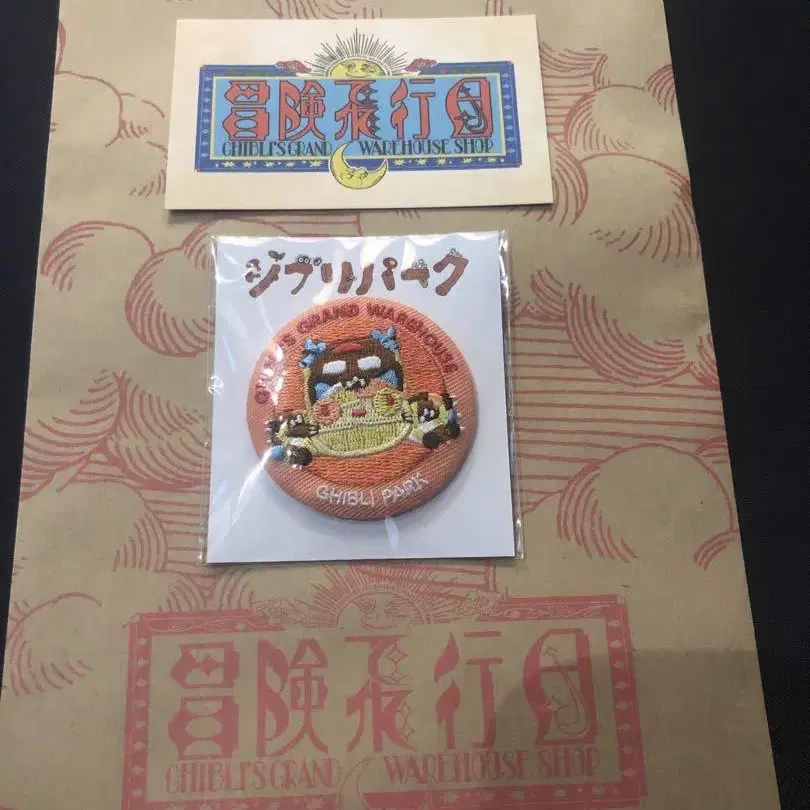 冒険飛行団
GHIBLI'S GRAND WAREHOUSE SHOP
ジブリパーク
GHIBLI'S GRAND WAREHOUSE
GHIBLI PARK
冒険飛行団
GHIBLI'S GRAND WAREHOUSE SHOP